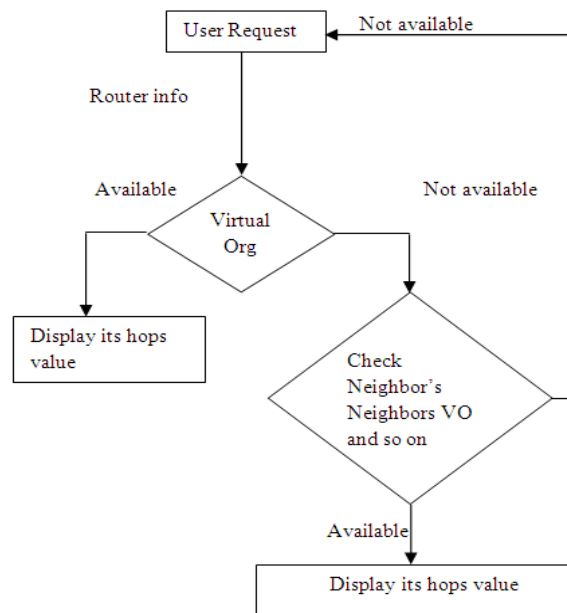 User Request
Not available
Router info
Available
Not available
Virtual
Org
Display its hops
value
Check
Neighbor’s
Neighbors VO
and so on
Available
Display its hops value